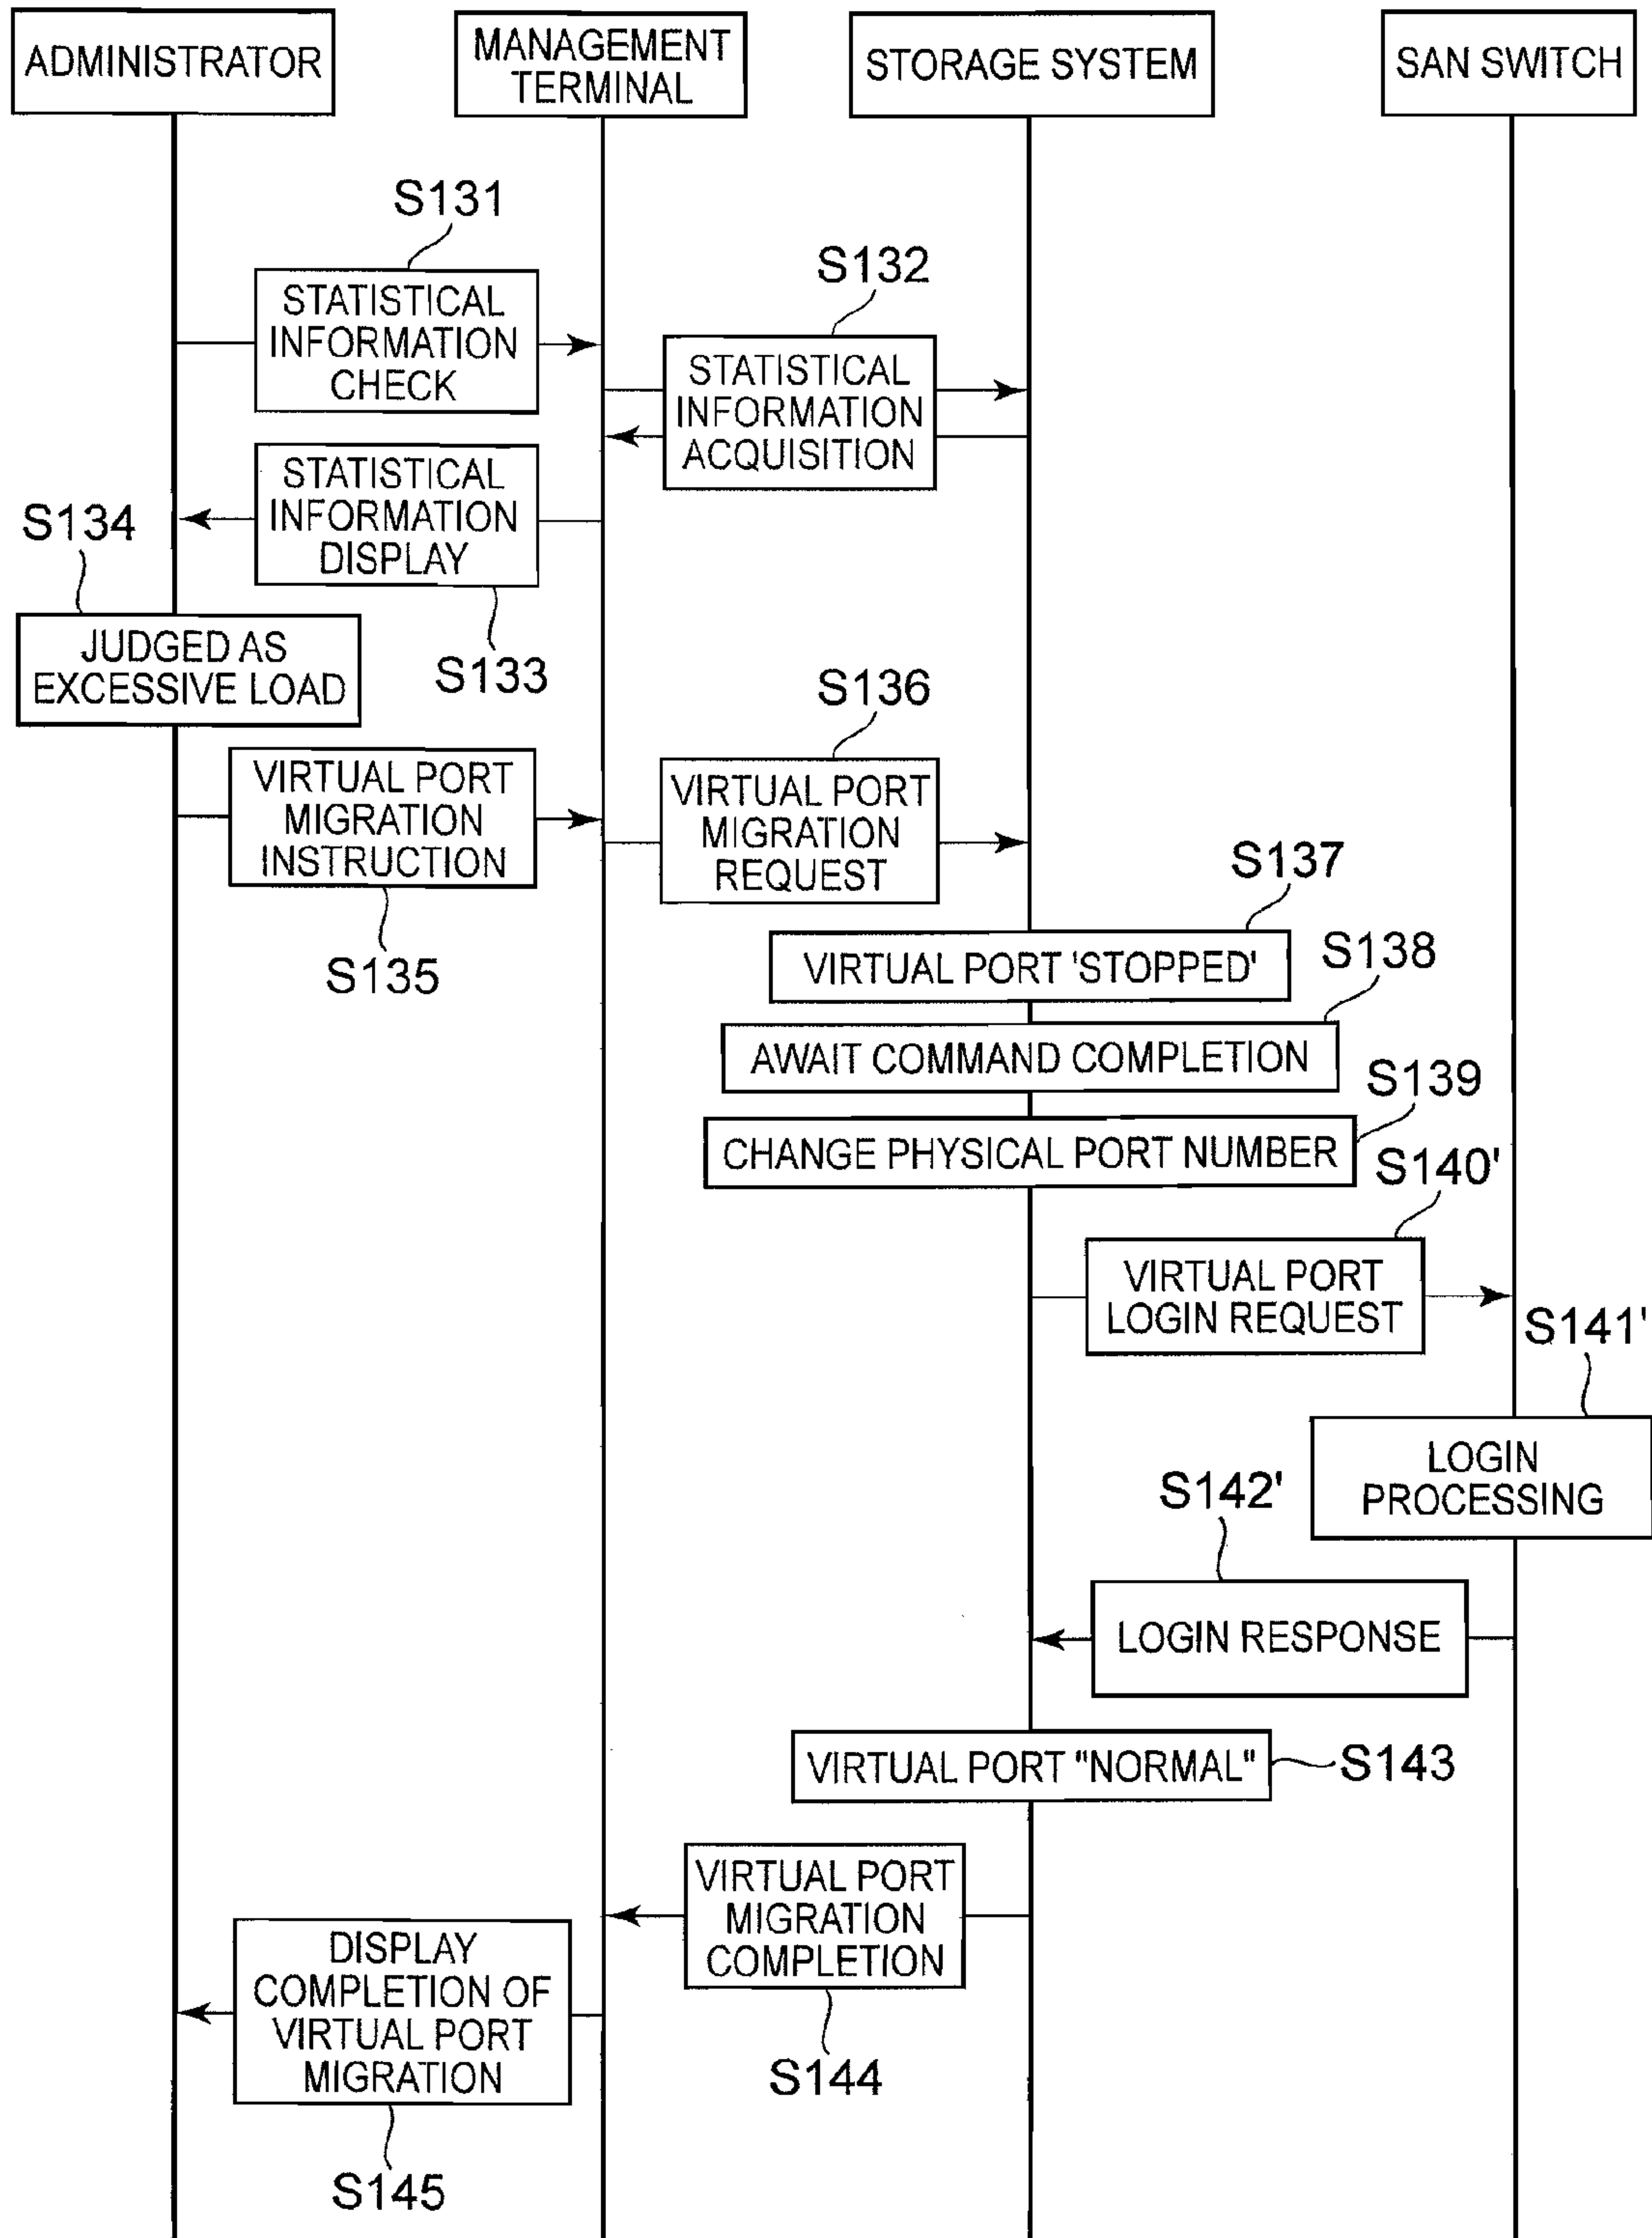 ADMINISTRATOR
MANAGEMENT
TERMINAL
STORAGE SYSTEM
SAN SWITCH
S131
STATISTICAL
INFORMATION
CHECK
S132
STATISTICAL
INFORMATION
ACQUISITION
STATISTICAL
INFORMATION
DISPLAY
S133
S134
JUDGED AS
EXCESSIVE LOAD
VIRTUAL PORT
MIGRATION
INSTRUCTION
S135
S136
VIRTUAL PORT
MIGRATION
REQUEST
S137
VIRTUAL PORT 'STOPPED'
S138
AWAIT COMMAND COMPLETION
S139
CHANGE PHYSICAL PORT NUMBER
S140'
VIRTUAL PORT
LOGIN REQUEST
S141'
LOGIN
PROCESSING
S142'
LOGIN RESPONSE
VIRTUAL PORT "NORMAL"
S143
VIRTUAL PORT
MIGRATION
COMPLETION
S144
DISPLAY
COMPLETION OF
VIRTUAL PORT
MIGRATION
S145